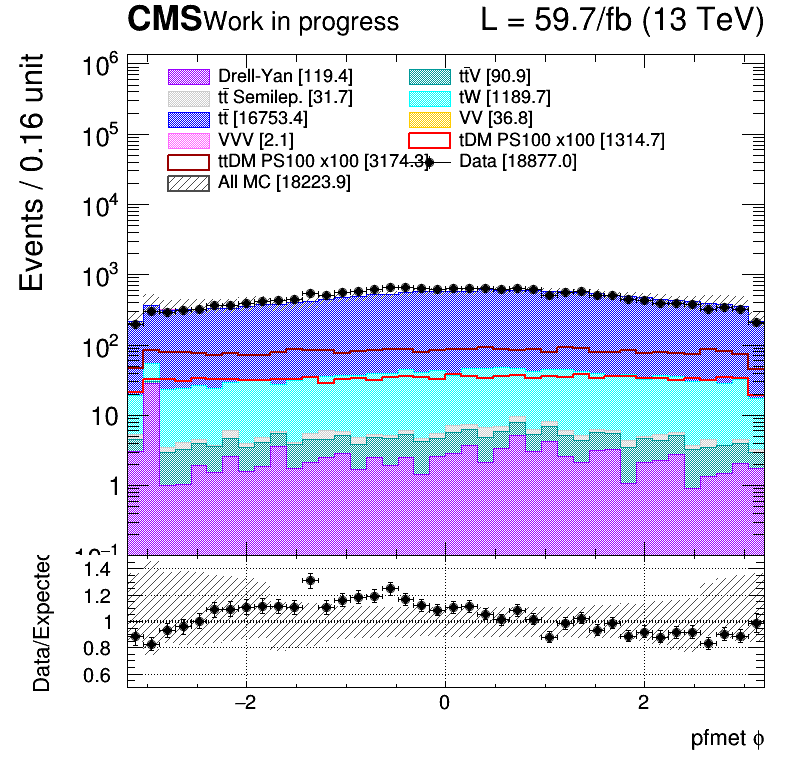 CMS Work in progress L = 59.7/fb (13 TeV)
Events / 0.16 unit
Drell-Yan [119.4] tt̄V [90.9]
tt̄ Semilep. [31.7] tW [1189.7]
tt̄ [16753.4] VV [36.8]
VVV [2.1] tDM PS100 x100 [1314.7]
ttDM PS100 x100 [3174.3] Data [18877.0]
All MC [18223.9]
10⁶
10⁵
10⁴
10³
10²
10
1
10⁻¹
Data/Expected
1.4
1.2
1
0.8
0.6
−2 0 2
pfmet ϕ